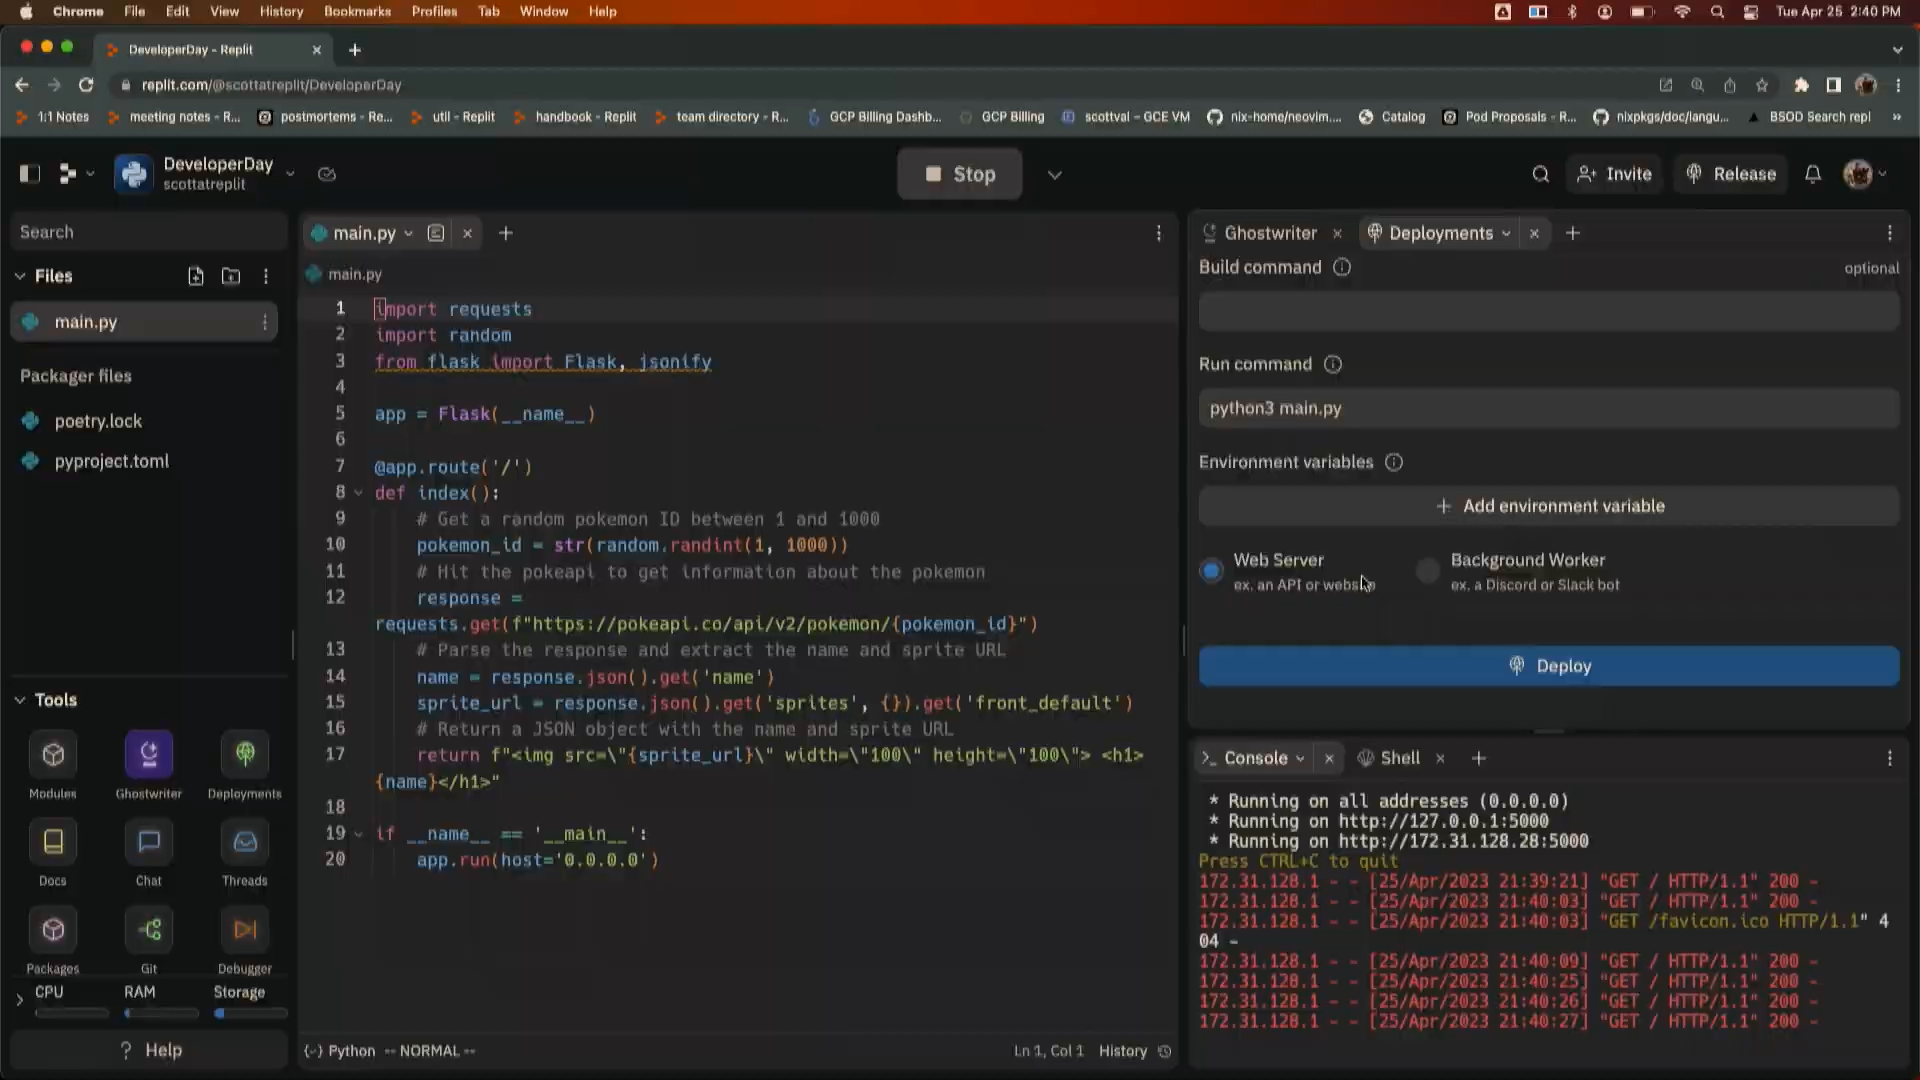 Chrome File Edit View History Bookmarks Profiles Tab Window Help Tue Apr 25 2:40 PM
DeveloperDay - Replit
replit.com/@scottatreplit/DeveloperDay
1:1 Notes meeting notes - R... postmortems - Re... util - Replit handbook - Replit team directory - R... GCP Billing Dashb... GCP Billing scottval – GCE VM nix-home/neovim.... Catalog Pod Proposals - R... nixpkgs/doc/langu... BSOD Search repl »
DeveloperDay
scottatreplit
Stop
Invite
Release
Search
Files
main.py
Packager files
poetry.lock
pyproject.toml
Tools
Modules Ghostwriter Deployments
Docs Chat Threads
Packages Git Debugger
CPU RAM Storage
? Help
main.py
main.py
1 import requests
2 import random
3 from flask import Flask, jsonify
4
5 app = Flask(__name__)
6
7 @app.route('/')
8 def index():
9 # Get a random pokemon ID between 1 and 1000
10 pokemon_id = str(random.randint(1, 1000))
11 # Hit the pokeapi to get information about the pokemon
12 response =
requests.get(f"https://pokeapi.co/api/v2/pokemon/{pokemon_id}")
13 # Parse the response and extract the name and sprite URL
14 name = response.json().get('name')
15 sprite_url = response.json().get('sprites', {}).get('front_default')
16 # Return a JSON object with the name and sprite URL
17 return f"<img src=\"{sprite_url}\" width=\"100\" height=\"100\"> <h1>
{name}</h1>"
18
19 if __name__ == '__main__':
20 app.run(host='0.0.0.0')
Python -- NORMAL -- Ln 1, Col 1 History
Ghostwriter Deployments
Build command optional
Run command
python3 main.py
Environment variables
+ Add environment variable
Web Server
ex. an API or website
Background Worker
ex. a Discord or Slack bot
Deploy
Console Shell
* Running on all addresses (0.0.0.0)
* Running on http://127.0.0.1:5000
* Running on http://172.31.128.28:5000
Press CTRL+C to quit
172.31.128.1 - - [25/Apr/2023 21:39:21] "GET / HTTP/1.1" 200 -
172.31.128.1 - - [25/Apr/2023 21:40:03] "GET / HTTP/1.1" 200 -
172.31.128.1 - - [25/Apr/2023 21:40:03] "GET /favicon.ico HTTP/1.1" 4
04 -
172.31.128.1 - - [25/Apr/2023 21:40:09] "GET / HTTP/1.1" 200 -
172.31.128.1 - - [25/Apr/2023 21:40:25] "GET / HTTP/1.1" 200 -
172.31.128.1 - - [25/Apr/2023 21:40:26] "GET / HTTP/1.1" 200 -
172.31.128.1 - - [25/Apr/2023 21:40:27] "GET / HTTP/1.1" 200 -